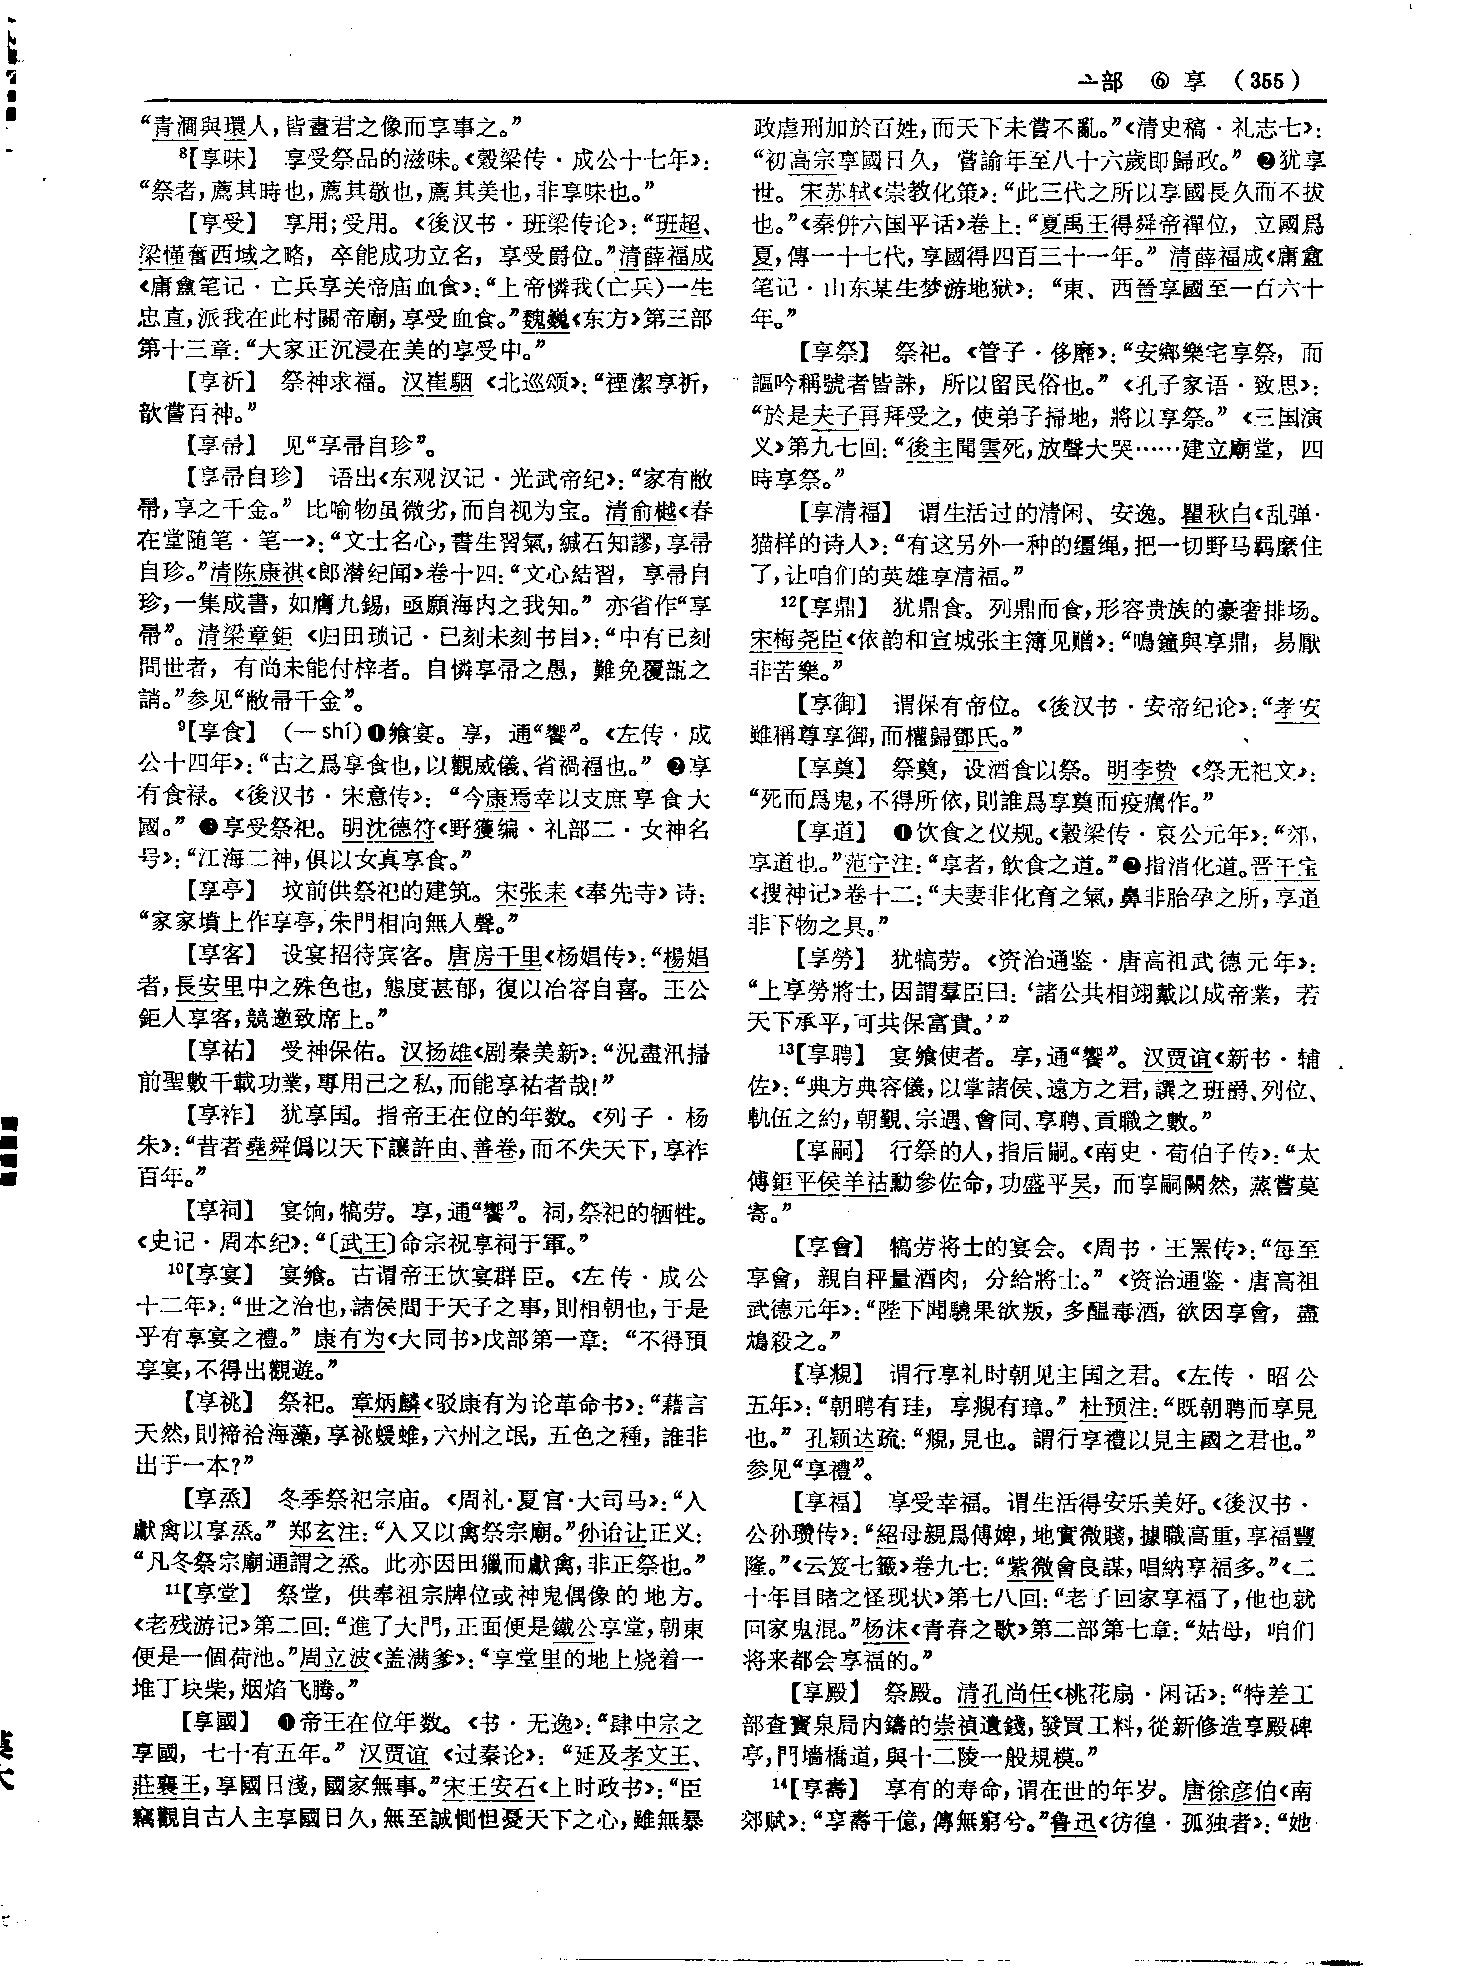 亠部　⑥　享　（355）
“青澗與環人，皆畫君之像而享事之。”
8【享味】　享受祭品的滋味。《穀梁传·成公十七年》：
“祭者，薦其時也，薦其敬也，薦其美也，非享味也。”
【享受】　享用；受用。《後汉书·班梁传论》：“班超、
梁慬奮西域之略，卒能成功立名，享受爵位。”清薛福成
《庸盦笔记·亡兵享关帝庙血食》：“上帝憐我（亡兵）一生
忠直，派我在此村關帝廟，享受血食。”魏巍《东方》第三部
第十三章：“大家正沉浸在美的享受中。”
【享祈】　祭神求福。汉崔駰《北巡颂》：“禋潔享祈，
歆嘗百神。”
【享帚】　见“享帚自珍”。
【享帚自珍】　语出《东观汉记·光武帝纪》：“家有敝
帚，享之千金。”比喻物虽微劣，而自视为宝。清俞樾《春
在堂随笔·笔一》：“文士名心，書生習氣，緘石知謬，享帚
自珍。”清陈康祺《郎潜纪闻》卷十四：“文心結習，享帚自
珍，一集成書，如膺九錫，亟願海内之我知。”亦省作“享
帚”。清梁章鉅《归田琐记·已刻未刻书目》：“中有已刻
問世者，有尚未能付梓者。自憐享帚之愚，難免覆瓿之
誚。”参见“敝帚千金”。
9【享食】　（—shí）❶飨宴。享，通“饗”。《左传·成
公十四年》：“古之爲享食也，以觀威儀、省禍福也。”❷享
有食禄。《後汉书·宋意传》：“今康焉幸以支庶享食大
國。”❸享受祭祀。明沈德符《野獲编·礼部二·女神名
号》：“江海二神，俱以女真享食。”
【享亭】　坟前供祭祀的建筑。宋张耒《奉先寺》诗：
“家家墳上作享亭，朱門相向無人聲。”
【享客】　设宴招待宾客。唐房千里《杨娼传》：“楊娼
者，長安里中之殊色也，態度甚郁，復以冶容自喜。王公
鉅人享客，競邀致席上。”
【享祐】　受神保佑。汉扬雄《剧秦美新》：“況盡汛掃
前聖數千載功業，專用己之私，而能享祐者哉！”
【享祚】　犹享国。指帝王在位的年数。《列子·杨
朱》：“昔者堯舜僞以天下讓許由、善卷，而不失天下，享祚
百年。”
【享祠】　宴饷，犒劳。享，通“饗”。祠，祭祀的牺牲。
《史记·周本纪》：“〔武王〕命宗祝享祠于軍。”
10【享宴】　宴飨。古谓帝王饮宴群臣。《左传·成公
十二年》：“世之治也，諸侯間于天子之事，則相朝也，于是
乎有享宴之禮。”康有为《大同书》戊部第一章：“不得預
享宴，不得出觀遊。”
【享祧】　祭祀。章炳麟《驳康有为论革命书》：“藉言
天然，則禘祫海藻，享祧蝯蜼，六州之氓，五色之種，誰非
出于一本？”
【享烝】　冬季祭祀宗庙。《周礼·夏官·大司马》：“入
獻禽以享烝。”郑玄注：“入又以禽祭宗廟。”孙诒让正义：
“凡冬祭宗廟通謂之烝。此亦因田獵而獻禽，非正祭也。”
11【享堂】　祭堂，供奉祖宗牌位或神鬼偶像的地方。
《老残游记》第二回：“進了大門，正面便是鐵公享堂，朝東
便是一個荷池。”周立波《盖满爹》：“享堂里的地上烧着一
堆丁块柴，烟焰飞腾。”
【享國】　❶帝王在位年数。《书·无逸》：“肆中宗之
享國，七十有五年。”汉贾谊《过秦论》：“延及孝文王、
莊襄王，享國日淺，國家無事。”宋王安石《上时政书》：“臣
竊觀自古人主享國日久，無至誠惻怛憂天下之心，雖無暴
政虐刑加於百姓，而天下未嘗不亂。”《清史稿·礼志七》：
“初高宗享國日久，嘗諭年至八十六歲即歸政。”❷犹享
世。宋苏轼《崇教化策》：“此三代之所以享國長久而不拔
也。”《秦併六国平话》卷上：“夏禹王得舜帝禪位，立國爲
夏，傳一十七代，享國得四百三十一年。”清薛福成《庸盦
笔记·山东某生梦游地狱》：“東、西晉享國至一百六十
年。”
【享祭】　祭祀。《管子·侈靡》：“安鄉樂宅享祭，而
謳吟稱號者皆誅，所以留民俗也。”《孔子家语·致思》：
“於是夫子再拜受之，使弟子掃地，將以享祭。”《三国演
义》第九七回：“後主聞雲死，放聲大哭……建立廟堂，四
時享祭。”
【享清福】　谓生活过的清闲、安逸。瞿秋白《乱弹·
猫样的诗人》：“有这另外一种的缰绳，把一切野马羁縻住
了，让咱们的英雄享清福。”
12【享鼎】　犹鼎食。列鼎而食，形容贵族的豪奢排场。
宋梅尧臣《依韵和宣城张主簿见赠》：“鳴鐘與享鼎，易厭
非苦樂。”
【享御】　谓保有帝位。《後汉书·安帝纪论》：“孝安
雖稱尊享御，而權歸鄧氏。”
【享奠】　祭奠，设酒食以祭。明李贽《祭无祀文》：
“死而爲鬼，不得所依，則誰爲享奠而疫癘作。”
【享道】　❶饮食之仪规。《穀梁传·哀公元年》：“郊，
享道也。”范宁注：“享者，飲食之道。”❷指消化道。晋干宝
《搜神记》卷十二：“夫妻非化育之氣，鼻非胎孕之所，享道
非下物之具。”
【享勞】　犹犒劳。《资治通鉴·唐高祖武德元年》：
“上享勞將士，因謂羣臣曰：‘諸公共相翊戴以成帝業，若
天下承平，可共保富貴。’”
13【享聘】　宴飨使者。享，通“饗”。汉贾谊《新书·辅
佐》：“典方典容儀，以掌諸侯、遠方之君，譔之班爵、列位、
軌伍之約，朝覲、宗遇、會同、享聘、貢職之數。”
【享嗣】　行祭的人，指后嗣。《南史·荀伯子传》：“太
傅鉅平侯羊祜勳參佐命，功盛平吴，而享嗣闕然，蒸嘗莫
寄。”
【享會】　犒劳将士的宴会。《周书·王罴传》：“每至
享會，親自秤量酒肉，分給將士。”《资治通鉴·唐高祖
武德元年》：“陛下聞驍果欲叛，多醞毒酒，欲因享會，盡
鴆殺之。”
【享覜】　谓行享礼时朝见主国之君。《左传·昭公
五年》：“朝聘有珪，享覜有璋。”杜预注：“既朝聘而享見
也。”孔颖达疏：“覜，見也。謂行享禮以見主國之君也。”
参见“享禮”。
【享福】　享受幸福。谓生活得安乐美好。《後汉书·
公孙瓒传》：“紹母親爲傅婢，地實微賤，據職高重，享福豐
隆。”《云笈七籤》卷九七：“紫微會良謀，唱納享福多。”《二
十年目睹之怪现状》第七八回：“老子回家享福了，他也就
回家鬼混。”杨沫《青春之歌》第二部第七章：“姑母，咱们
将来都会享福的。”
【享殿】　祭殿。清孔尚任《桃花扇·闲话》：“特差工
部查寶泉局内鑄的崇禎遺錢，發買工料，從新修造享殿碑
亭，門墙橋道，與十二陵一般規模。”
14【享壽】　享有的寿命，谓在世的年岁。唐徐彦伯《南
郊赋》：“享壽千億，傳無窮兮。”鲁迅《彷徨·孤独者》：“她